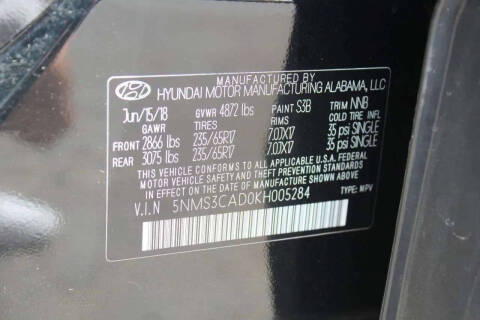 MANUFACTURED BY
HYUNDAI MOTOR MANUFACTURING ALABAMA, LLC
Jun/15/18 GVWR 4872 lbs PAINT S3B TRIM NNB
GAWR TIRES RIMS COLD TIRE INFL
FRONT 2866 lbs 235/65R17 7.0JX17 35 psi SINGLE
REAR 3075 lbs 235/65R17 7.0JX17 35 psi SINGLE
THIS VEHICLE CONFORMS TO ALL APPLICABLE U.S.A. FEDERAL
MOTOR VEHICLE SAFETY AND THEFT PREVENTION STANDARDS
IN EFFECT ON THE DATE OF MANUFACTURE SHOWN ABOVE.
V.I.N 5NMS3CAD0KH005284 TYPE: MPV